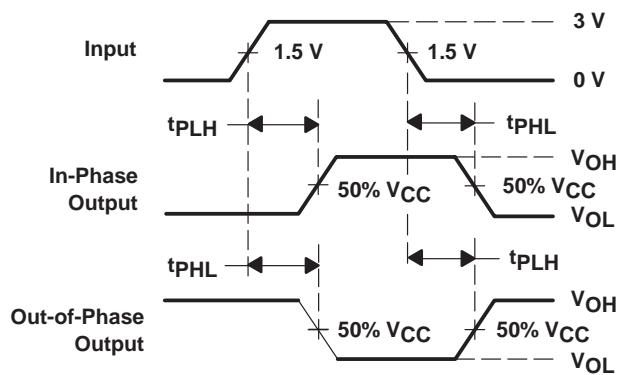 3 V
Input
1.5 V
1.5 V
0 V
tPLH
tPHL
VOH
In-Phase
Output
50% VCC
50% VCC
VOL
tPHL
tPLH
VOH
Out-of-Phase
Output
50% VCC
50% VCC
VOL